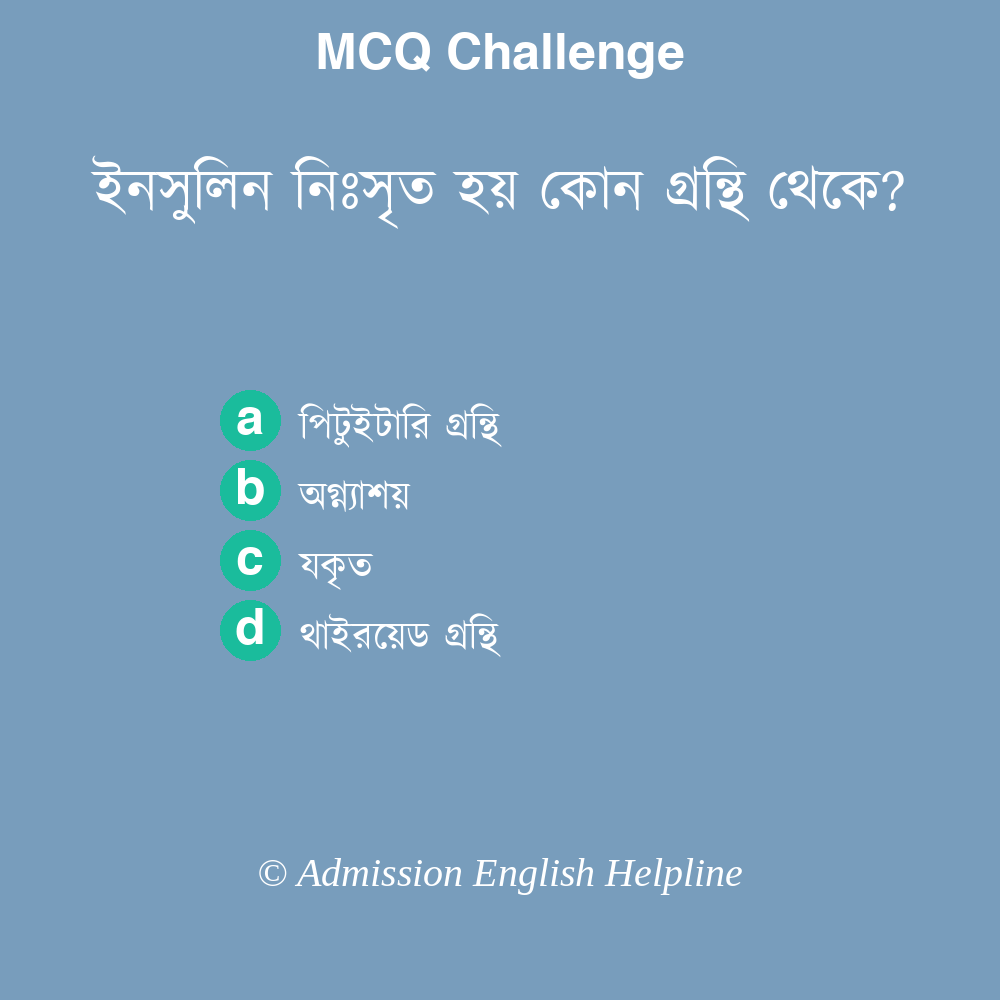 MCQ Challenge
ইনসুলিন নিঃসৃত হয় কোন গ্রন্থি থেকে?
a পিটুইটারি গ্রন্থি
b অগ্ন্যাশয়
c যকৃত
d থাইরয়েড গ্রন্থি
© Admission English Helpline